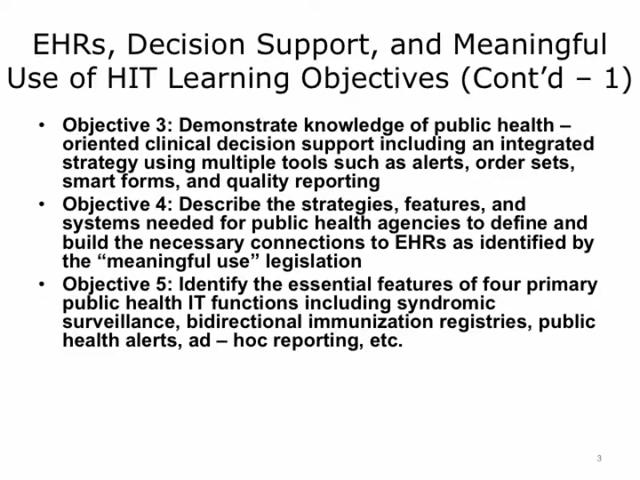 EHRs, Decision Support, and Meaningful
Use of HIT Learning Objectives (Cont’d – 1)
• Objective 3: Demonstrate knowledge of public health –
oriented clinical decision support including an integrated
strategy using multiple tools such as alerts, order sets,
smart forms, and quality reporting
• Objective 4: Describe the strategies, features, and
systems needed for public health agencies to define and
build the necessary connections to EHRs as identified by
the “meaningful use” legislation
• Objective 5: Identify the essential features of four primary
public health IT functions including syndromic
surveillance, bidirectional immunization registries, public
health alerts, ad – hoc reporting, etc.
3